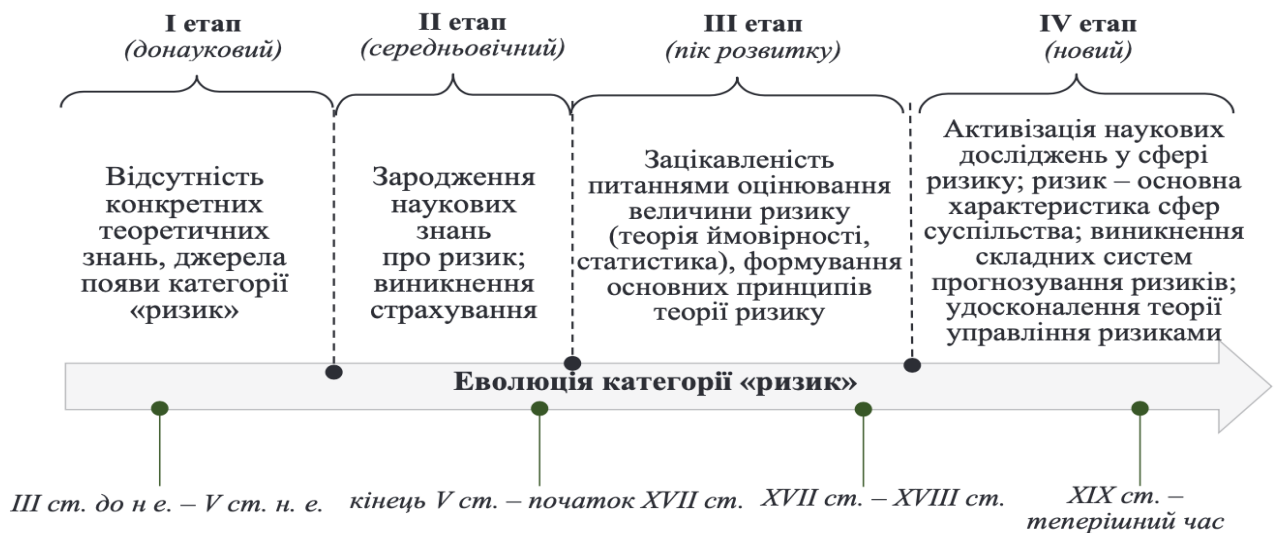 I етап
(донауковий)
II етап
(середньовічний)
III етап
(пік розвитку)
IV етап
(новий)
Відсутність
конкретних
теоретичних
знань, джерела
появи категорії
«ризик»
Зародження
наукових
знань
про ризик;
виникнення
страхування
Зацікавленість
питаннями оцінювання
величини ризику
(теорія ймовірності,
статистика), формування
основних принципів
теорії ризику
Активізація наукових
досліджень у сфері
ризику; ризик – основна
характеристика сфер
суспільства; виникнення
складних систем
прогнозування ризиків;
удосконалення теорії
управління ризиками
Еволюція категорії «ризик»
III ст. до н е. – V ст. н. е.
кінець V ст. – початок XVII ст.
XVII ст. – XVIII ст.
XIX ст. –
теперішний час